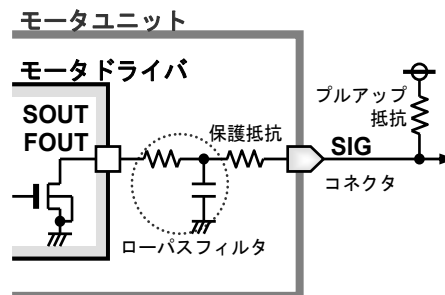 モータユニット
モータドライバ
SOUT
FOUT
保護抵抗
SIG
プルアップ
抵抗
コネクタ
ローパスフィルタ